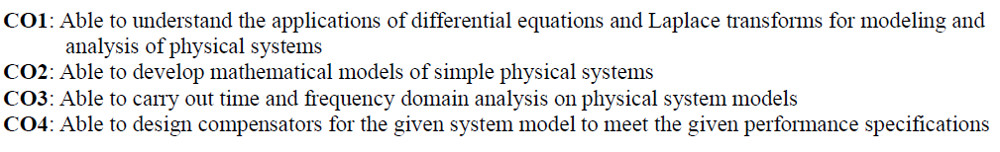 CO1: Able to understand the applications of differential equations and Laplace transforms for modeling and
analysis of physical systems
CO2: Able to develop mathematical models of simple physical systems
CO3: Able to carry out time and frequency domain analysis on physical system models
CO4: Able to design compensators for the given system model to meet the given performance specifications